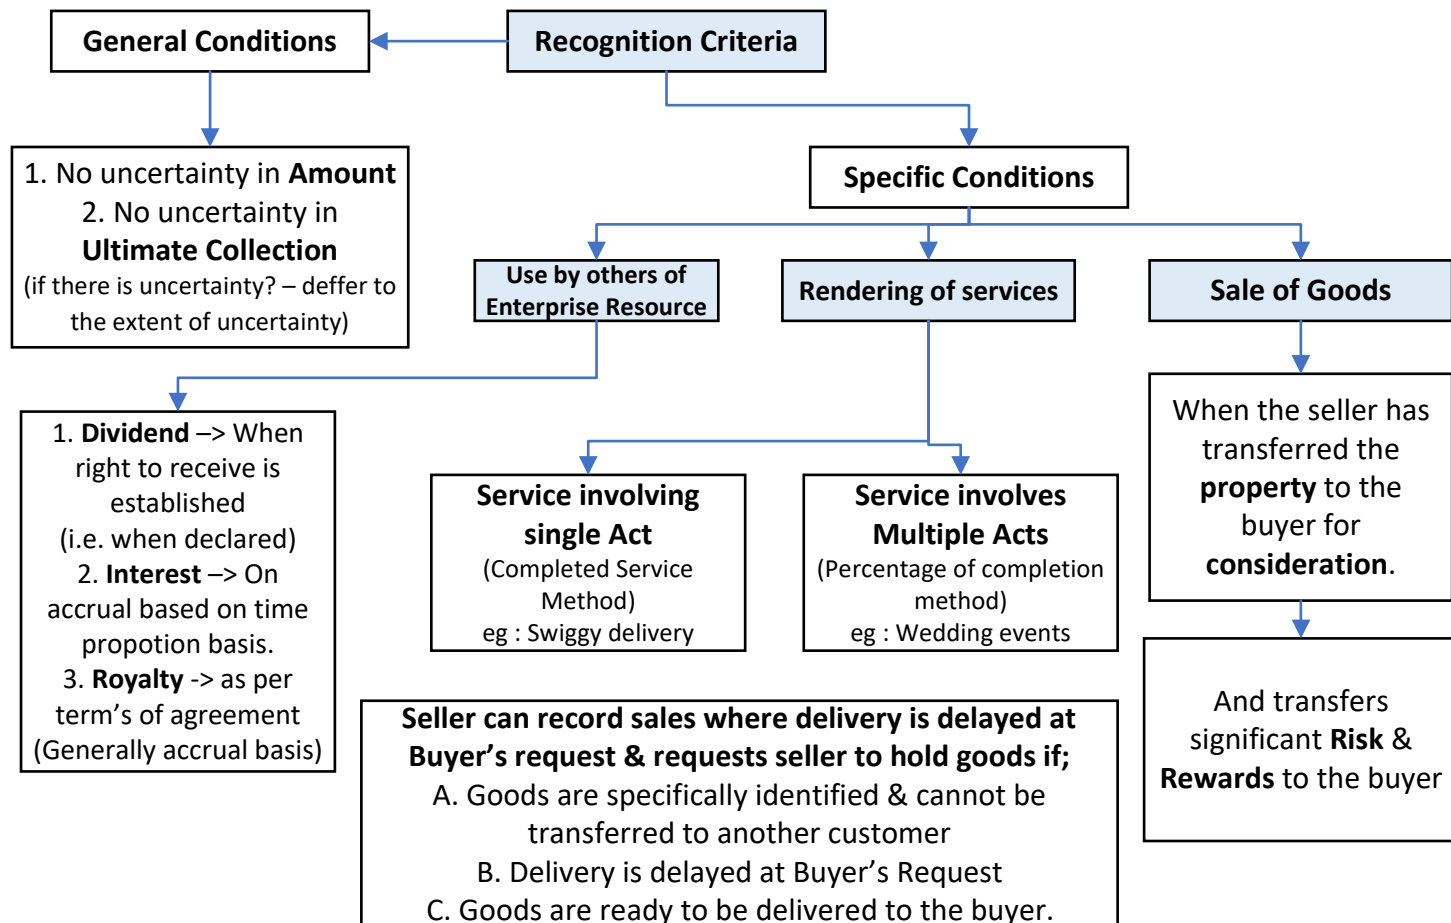 General Conditions
Recognition Criteria
1. No uncertainty in Amount
2. No uncertainty in
Ultimate Collection
(if there is uncertainty? – deffer to
the extent of uncertainty)
Specific Conditions
Use by others of
Enterprise Resource
Rendering of services
Sale of Goods
1. Dividend –> When
right to receive is
established
(i.e. when declared)
2. Interest –> On
accrual based on time
propotion basis.
3. Royalty -> as per
term’s of agreement
(Generally accrual basis)
Service involving
single Act
(Completed Service
Method)
eg : Swiggy delivery
Service involves
Multiple Acts
(Percentage of completion
method)
eg : Wedding events
When the seller has
transferred the
property to the
buyer for
consideration.
And transfers
significant Risk &
Rewards to the buyer
Seller can record sales where delivery is delayed at
Buyer’s request & requests seller to hold goods if;
A. Goods are specifically identified & cannot be
transferred to another customer
B. Delivery is delayed at Buyer’s Request
C. Goods are ready to be delivered to the buyer.